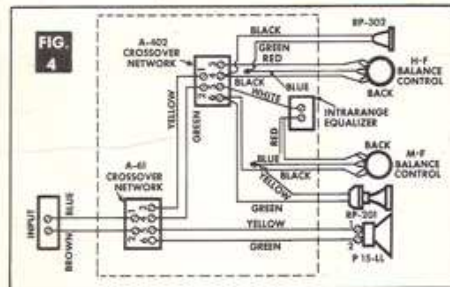 FIG. 4
A-402 CROSSOVER NETWORK
BLACK
GREEN
RED
BLACK
WHITE
BLUE
RP-302
H-F BALANCE CONTROL
BACK
INTRARANGE EQUALIZER
YELLOW
GREEN
RED
BACK
BLUE
M-F BALANCE CONTROL
BLACK
YELLOW
GREEN
RP-201
A-61 CROSSOVER NETWORK
INPUT
BLUE
BROWN
YELLOW
GREEN
P 15-LL